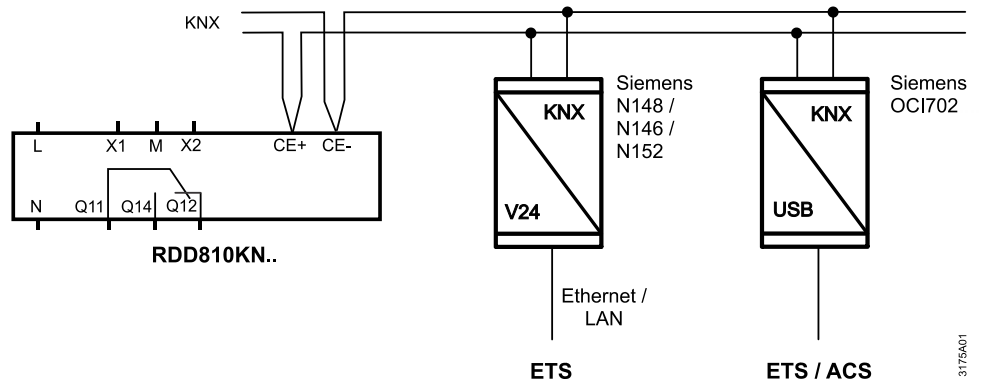 KNX
Siemens
N148 /
N146 /
N152
KNX
V24
Siemens
OCI702
KNX
USB
L X1 M X2 CE+ CE-
N Q11 Q14 Q12
RDD810KN..
Ethernet /
LAN
ETS
ETS / ACS
3175A01